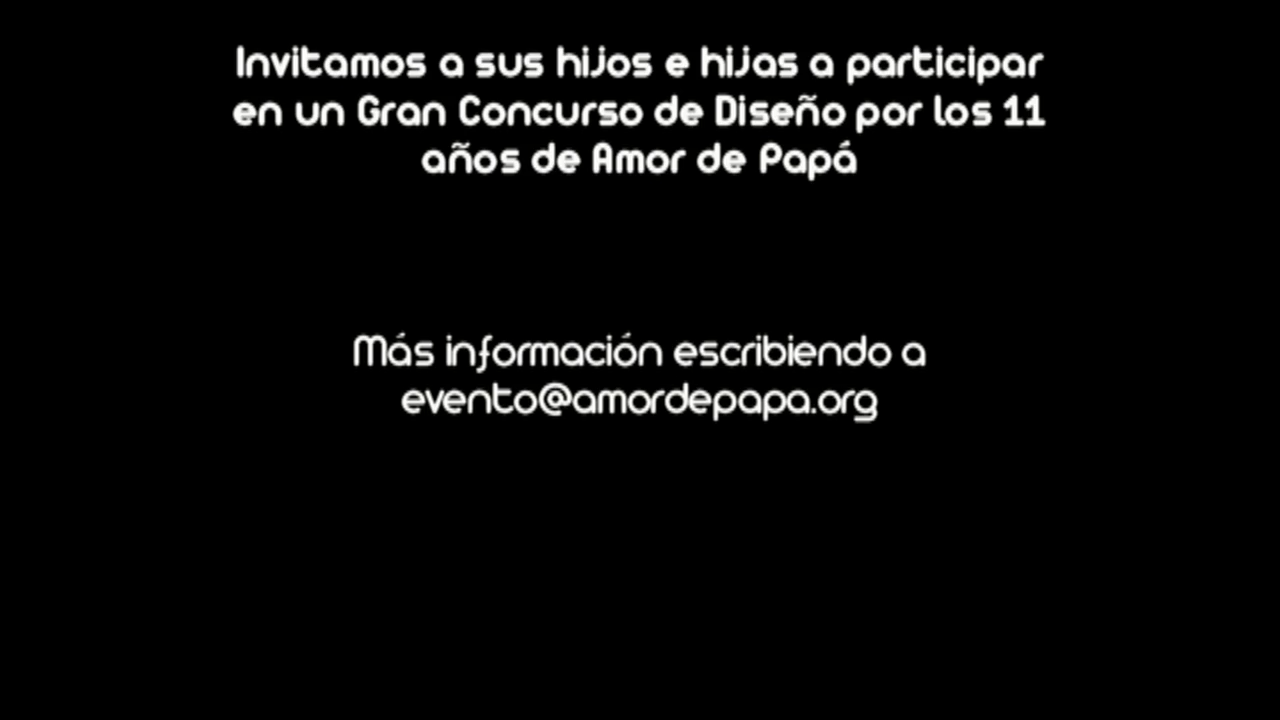 Invitamos a sus hijos e hijas a participar
en un Gran Concurso de Diseño por los 11
años de Amor de Papá
Más información escribiendo a
evento@amordepapa.org